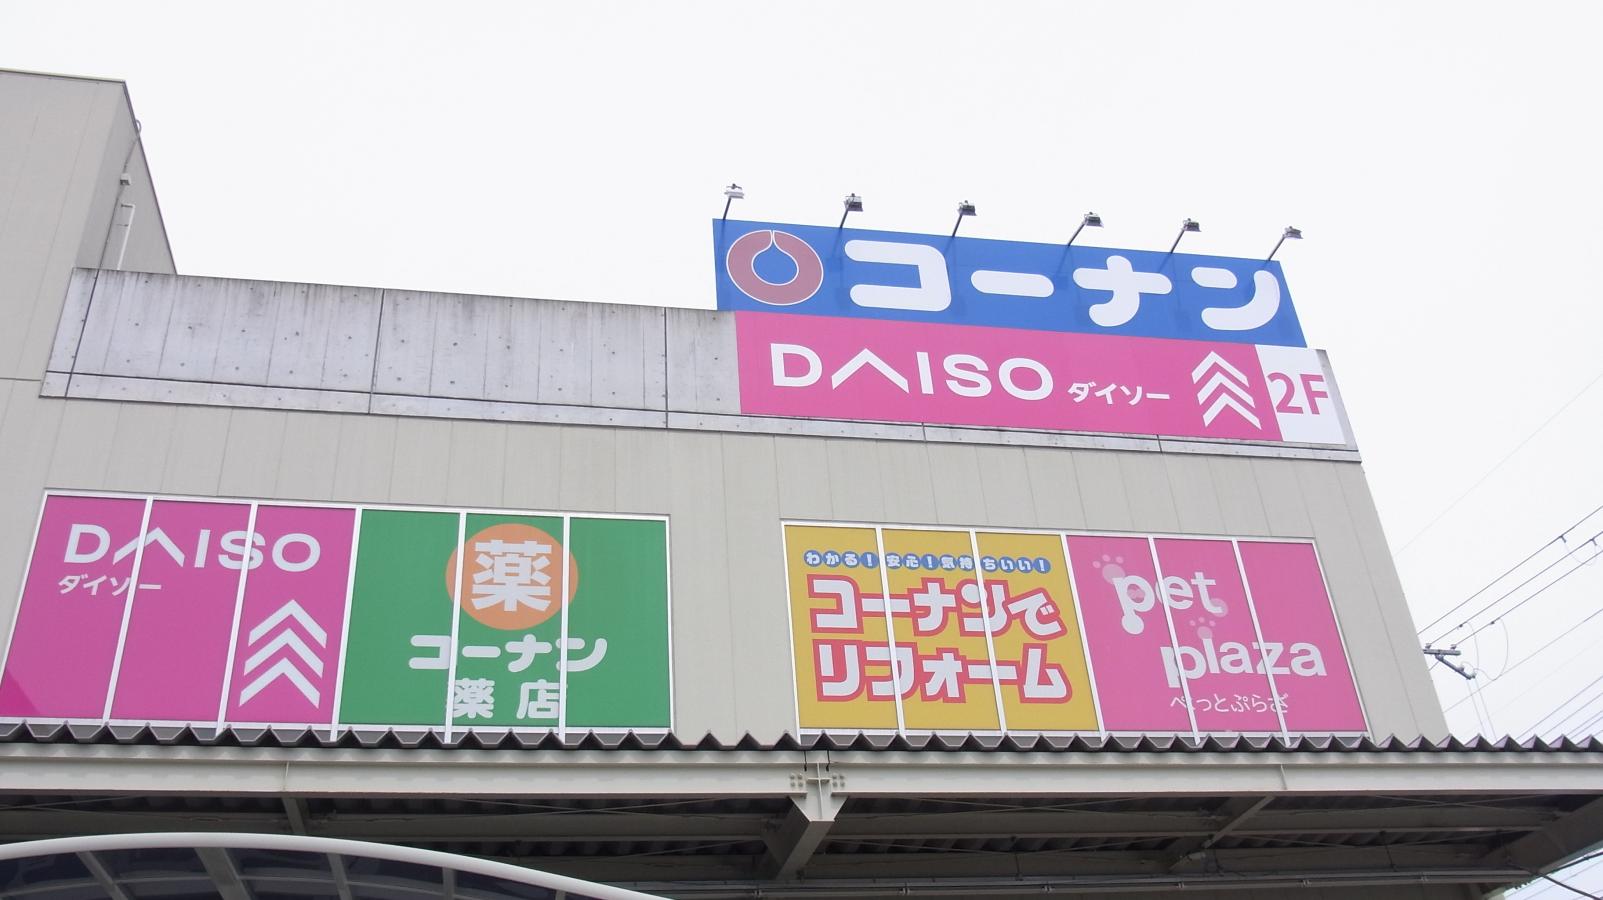 コーナン
DAISO ダイソー 2F
DAISO
ダイソー
薬
コーナン
薬店
わかる！安心！気持ちいい！
コーナンで
リフォーム
pet
plaza
ぺっとぷらざ